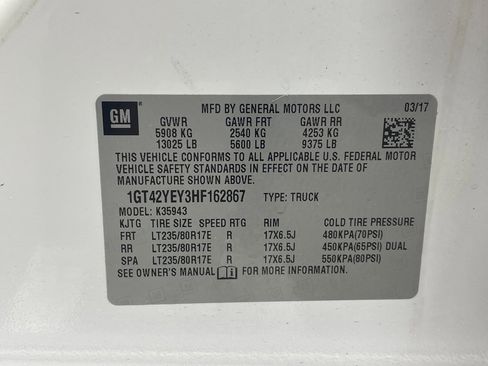 GM
MFD BY GENERAL MOTORS LLC 03/17
GVWR GAWR FRT GAWR RR
5908 KG 2540 KG 4253 KG
13025 LB 5600 LB 9375 LB
THIS VEHICLE CONFORMS TO ALL APPLICABLE U.S. FEDERAL MOTOR
VEHICLE SAFETY STANDARDS IN EFFECT ON THE DATE OF
MANUFACTURE SHOWN ABOVE.
1GT42YEY3HF162867 TYPE: TRUCK
MODEL: K35943
KJTG TIRE SIZE SPEED RTG RIM COLD TIRE PRESSURE
FRT LT235/80R17E R 17X6.5J 480KPA(70PSI)
RR LT235/80R17E R 17X6.5J 450KPA(65PSI) DUAL
SPA LT235/80R17E R 17X6.5J 550KPA(80PSI)
SEE OWNER'S MANUAL FOR MORE INFORMATION.